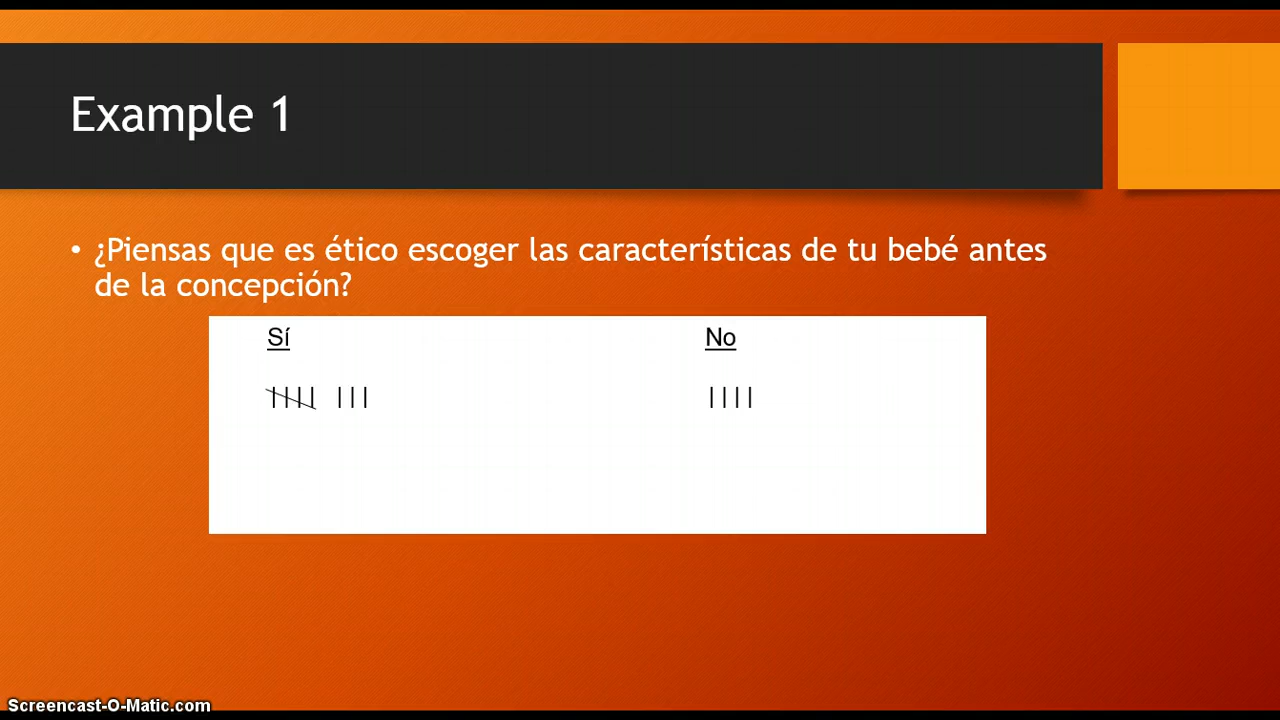 Example 1
• ¿Piensas que es ético escoger las características de tu bebé antes
de la concepción?
Sí No
Screencast-O-Matic.com